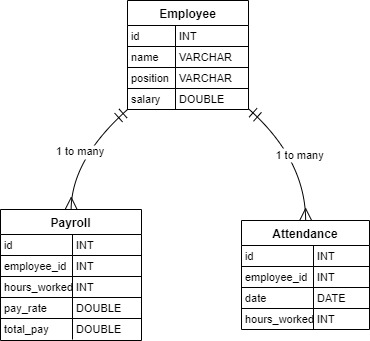 Employee
id INT
name VARCHAR
position VARCHAR
salary DOUBLE
1 to many
1 to many
Payroll
id INT
employee_id INT
hours_worked INT
pay_rate DOUBLE
total_pay DOUBLE
Attendance
id INT
employee_id INT
date DATE
hours_worked INT